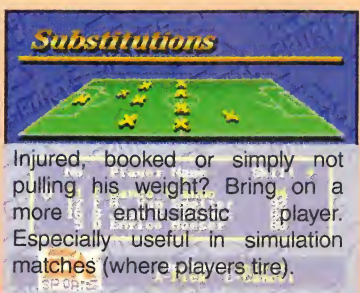 Substitutions
Injured, booked or simply not
pulling his weight? Bring on a
more enthusiastic player.
Especially useful in simulation
matches (where players tire).